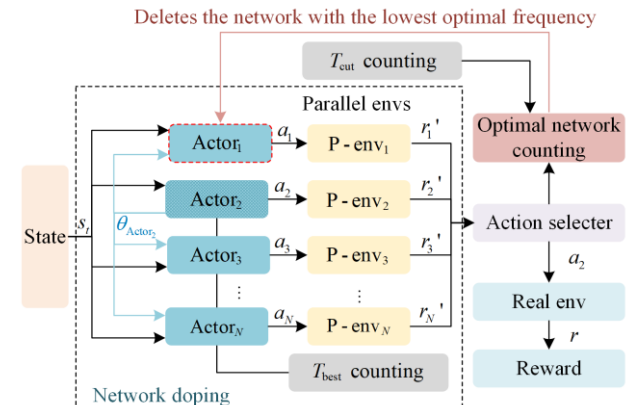 Deletes the network with the lowest optimal frequency
T_cut counting
Parallel envs
Actor_1
a_1
P - env_1
r_1'
Optimal network
counting
State
s_t
Actor_2
a_2
P - env_2
r_2'
θ_Actor_2
Action selecter
a_2
Actor_3
a_3
P - env_3
r_3'
⋮
⋮
Real env
Actor_N
a_N
P - env_N
r_N'
r
T_best counting
Reward
Network doping